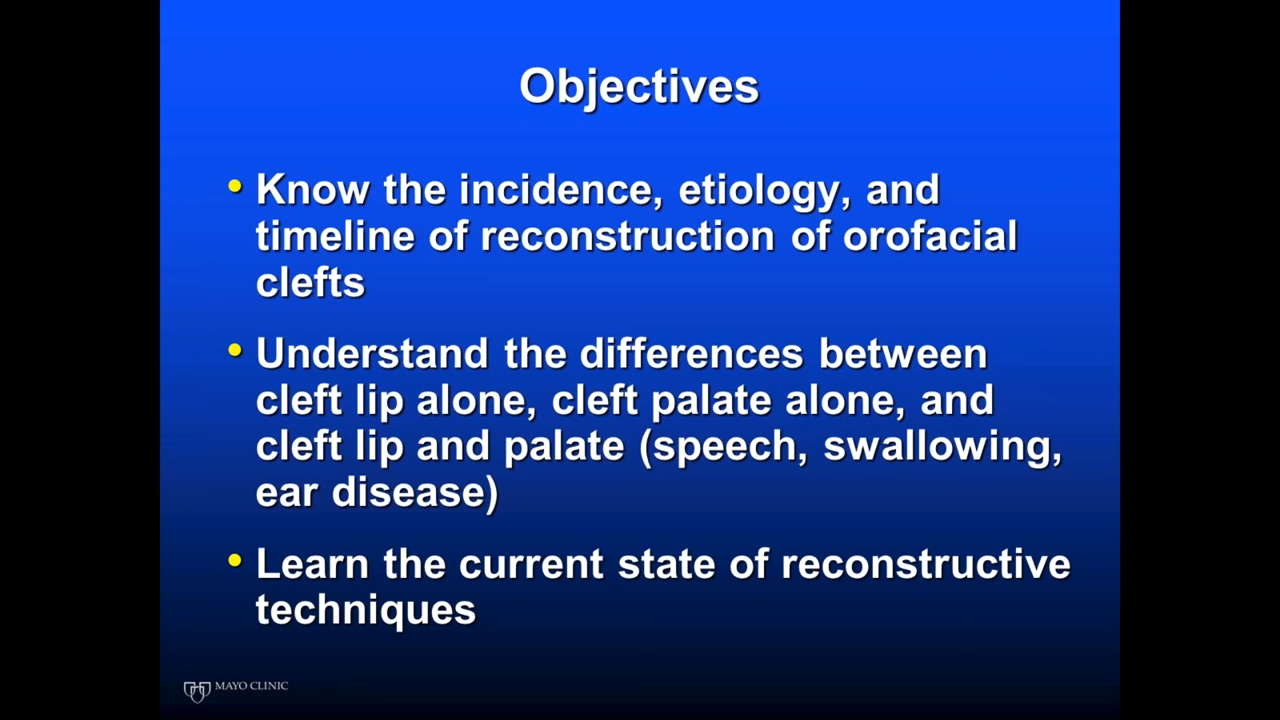 Objectives
• Know the incidence, etiology, and
timeline of reconstruction of orofacial
clefts
• Understand the differences between
cleft lip alone, cleft palate alone, and
cleft lip and palate (speech, swallowing,
ear disease)
• Learn the current state of reconstructive
techniques
MAYO CLINIC